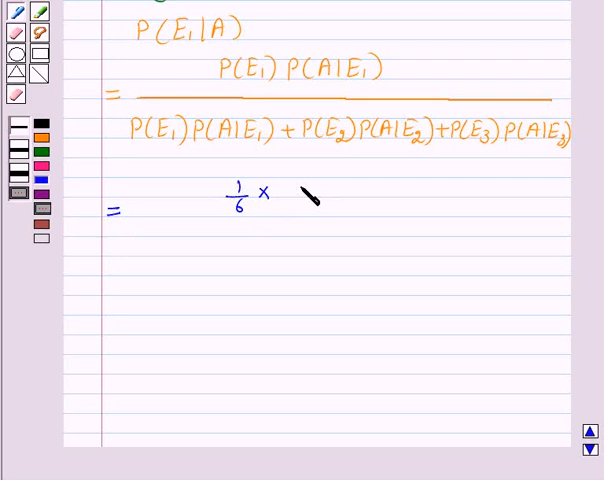 P(E₁|A)
P(E₁) P(A|E₁)
=
P(E₁)P(A|E₁) + P(E₂)P(A|E₂)+P(E₃)P(A|E₃)
= 1/6 ×